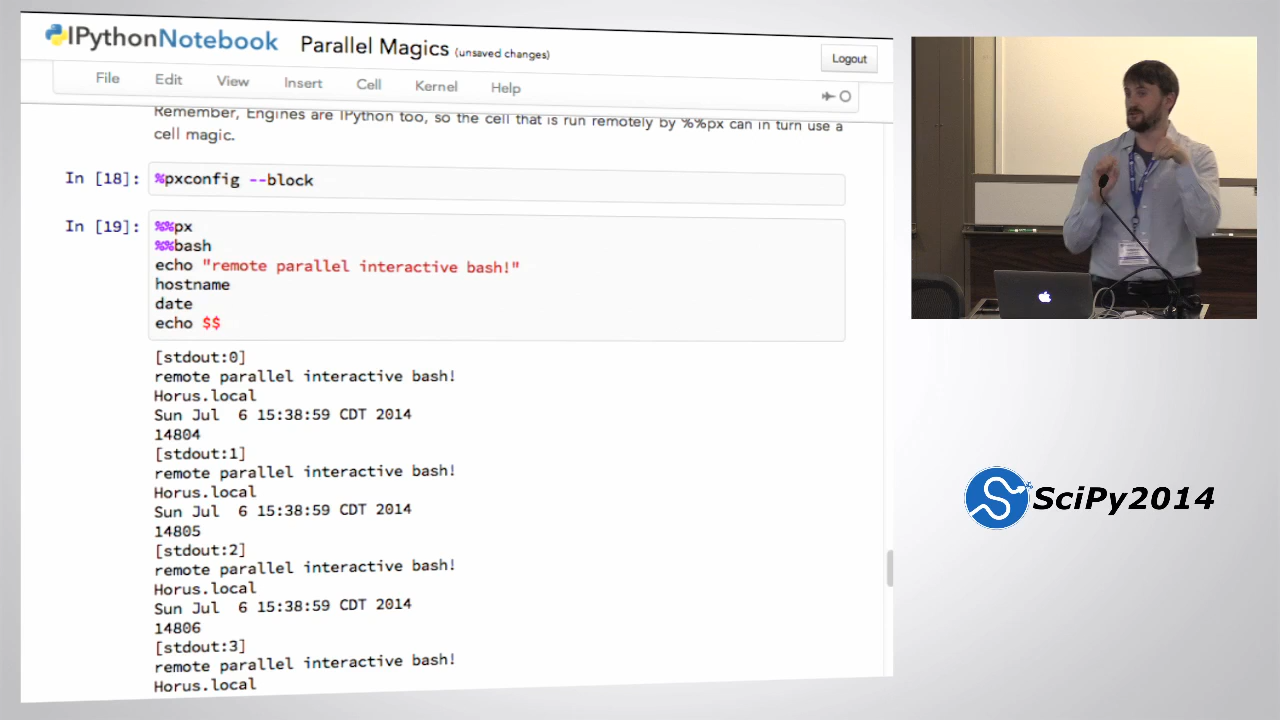 IPythonNotebook Parallel Magics (unsaved changes) Logout
File Edit View Insert Cell Kernel Help
Remember, Engines are IPython too, so the cell that is run remotely by %%px can in turn use a
cell magic.
In [18]: %pxconfig --block
In [19]: %%px
%%bash
echo "remote parallel interactive bash!"
hostname
date
echo $$
[stdout:0]
remote parallel interactive bash!
Horus.local
Sun Jul  6 15:38:59 CDT 2014
14804
[stdout:1]
remote parallel interactive bash!
Horus.local
Sun Jul  6 15:38:59 CDT 2014
14805
[stdout:2]
remote parallel interactive bash!
Horus.local
Sun Jul  6 15:38:59 CDT 2014
14806
[stdout:3]
remote parallel interactive bash!
Horus.local
SciPy2014